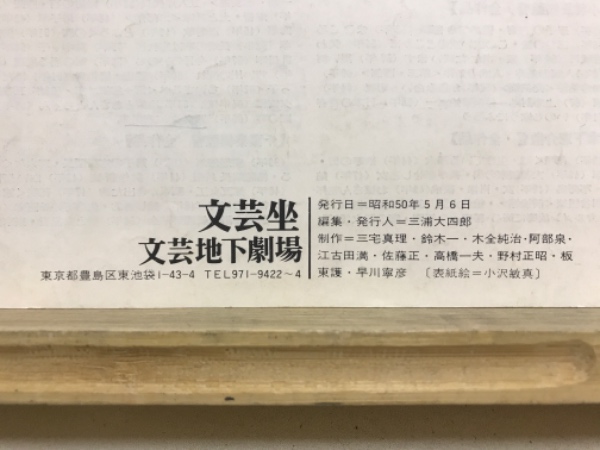 文芸坐
文芸地下劇場
東京都豊島区東池袋1-43-4 TEL971-9422〜4
発行日＝昭和50年5月6日
編集・発行人＝三浦大四郎
制作＝三宅真理・鈴木一・木全純治・阿部泉・
江古田満・佐藤正・高橋一夫・野村正昭・板
東護・早川寧彦 〔表紙絵＝小沢敏真〕